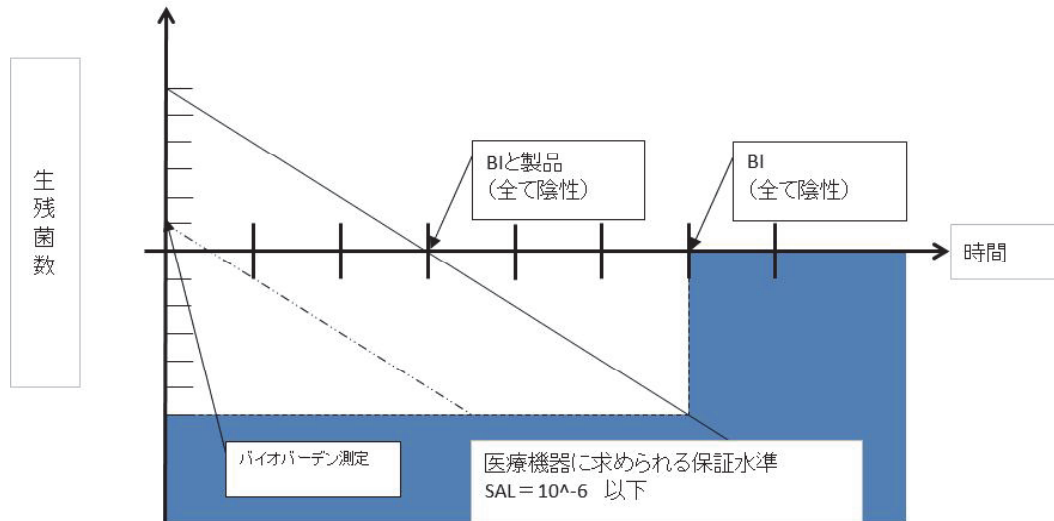 生残菌数
BIと製品
（全て陰性）
BI
（全て陰性）
時間
バイオバーデン測定
医療機器に求められる保証水準
SAL＝10^-6 以下